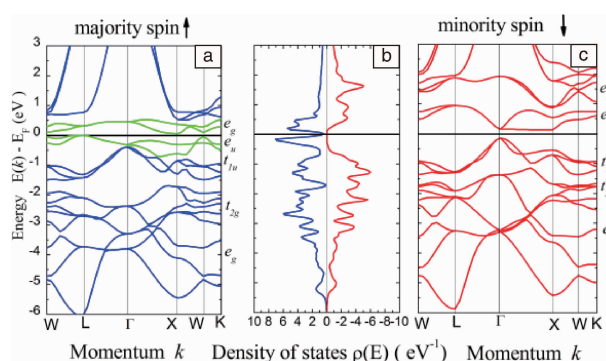 majority spin ↑
minority spin ↓
a
b
c
Energy E(k) - E_F (eV)
3
2
1
0
-1
-2
-3
-4
-5
-6
e_g
e_u
t_1u
t_2g
e_g
e
e
t
t
e
W L Γ X W K
10 8 6 4 2 0 -2 -4 -6 -8 -10
W L Γ X W K
Momentum k
Density of states ρ(E) ( eV⁻¹)
Momentum k